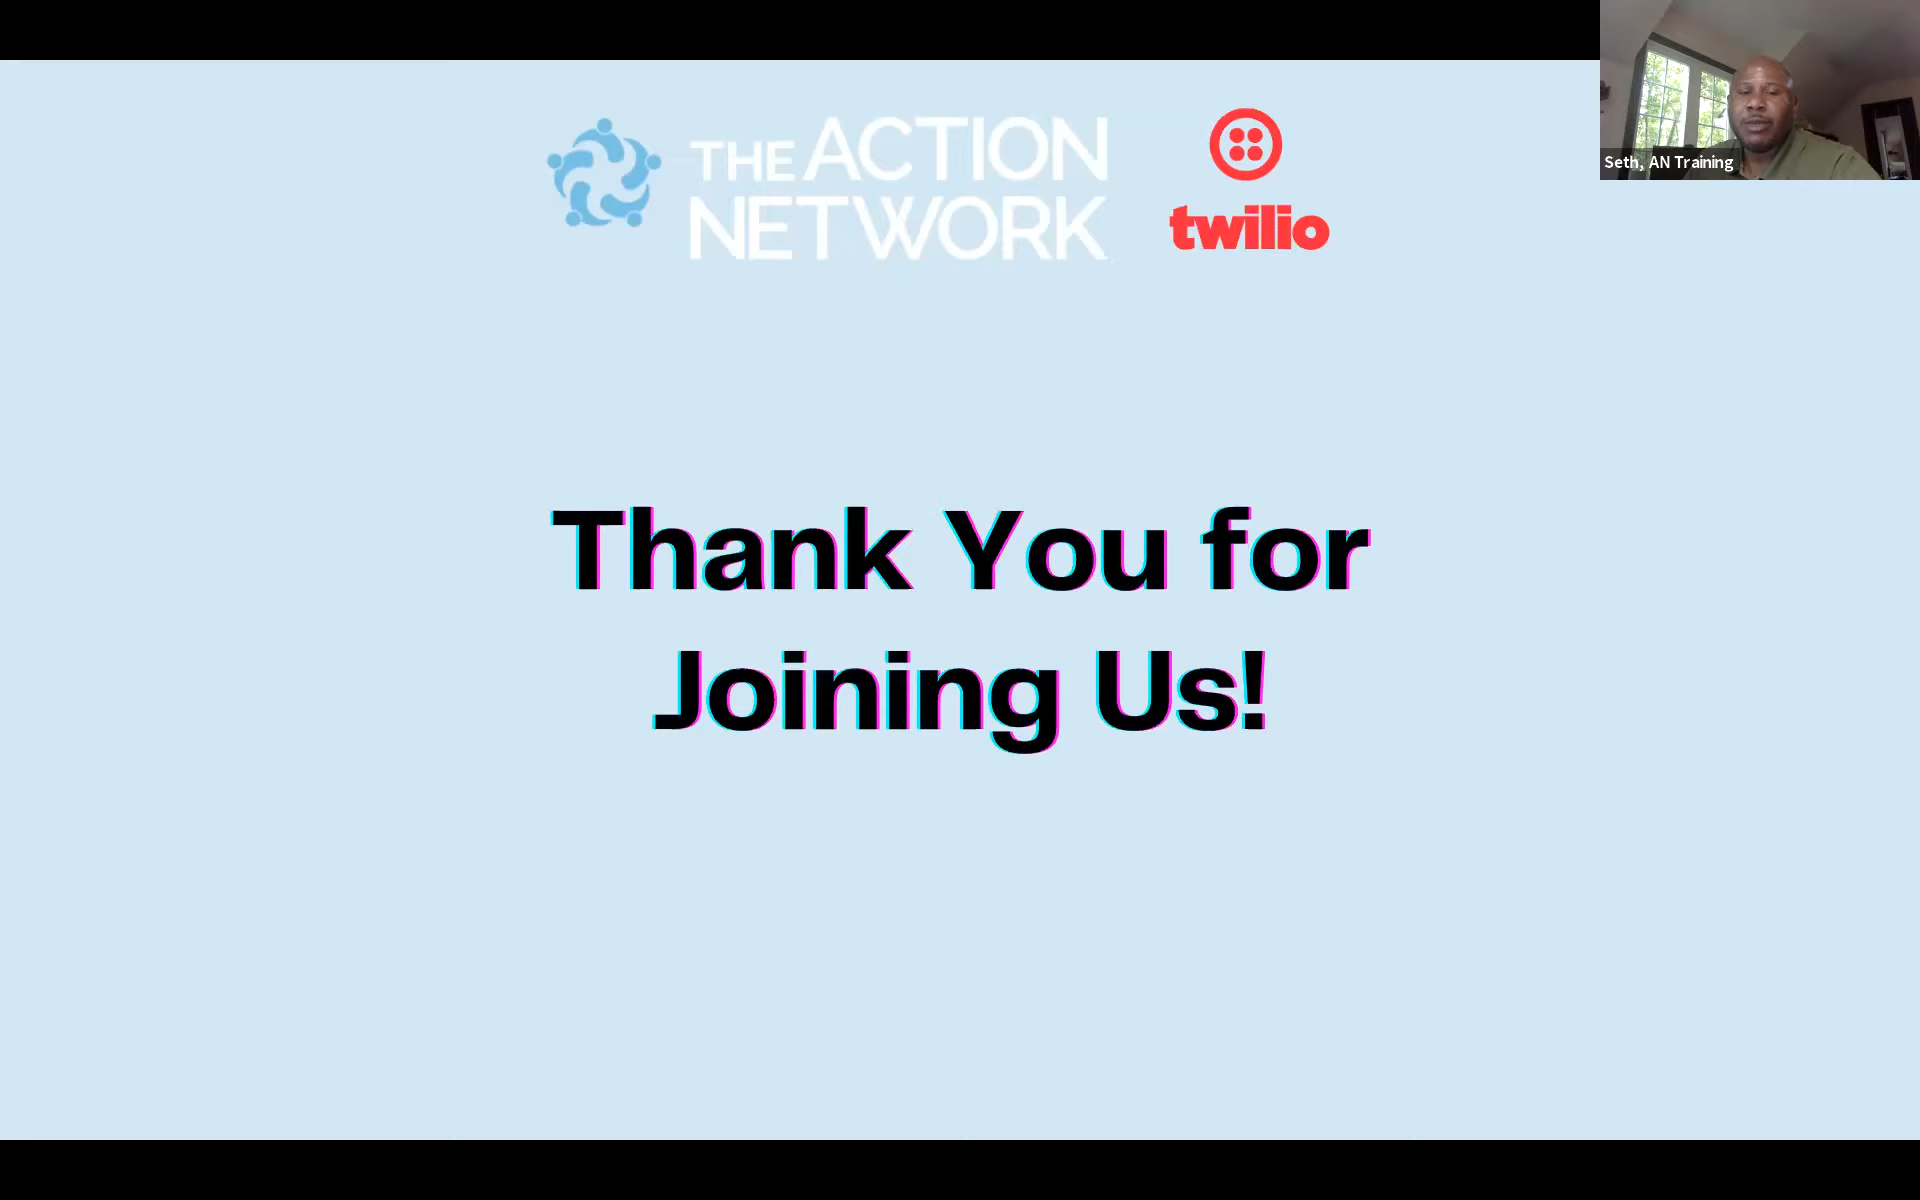 THE ACTION
NETWORK
twilio
Seth, AN Training
Thank You for
Joining Us!